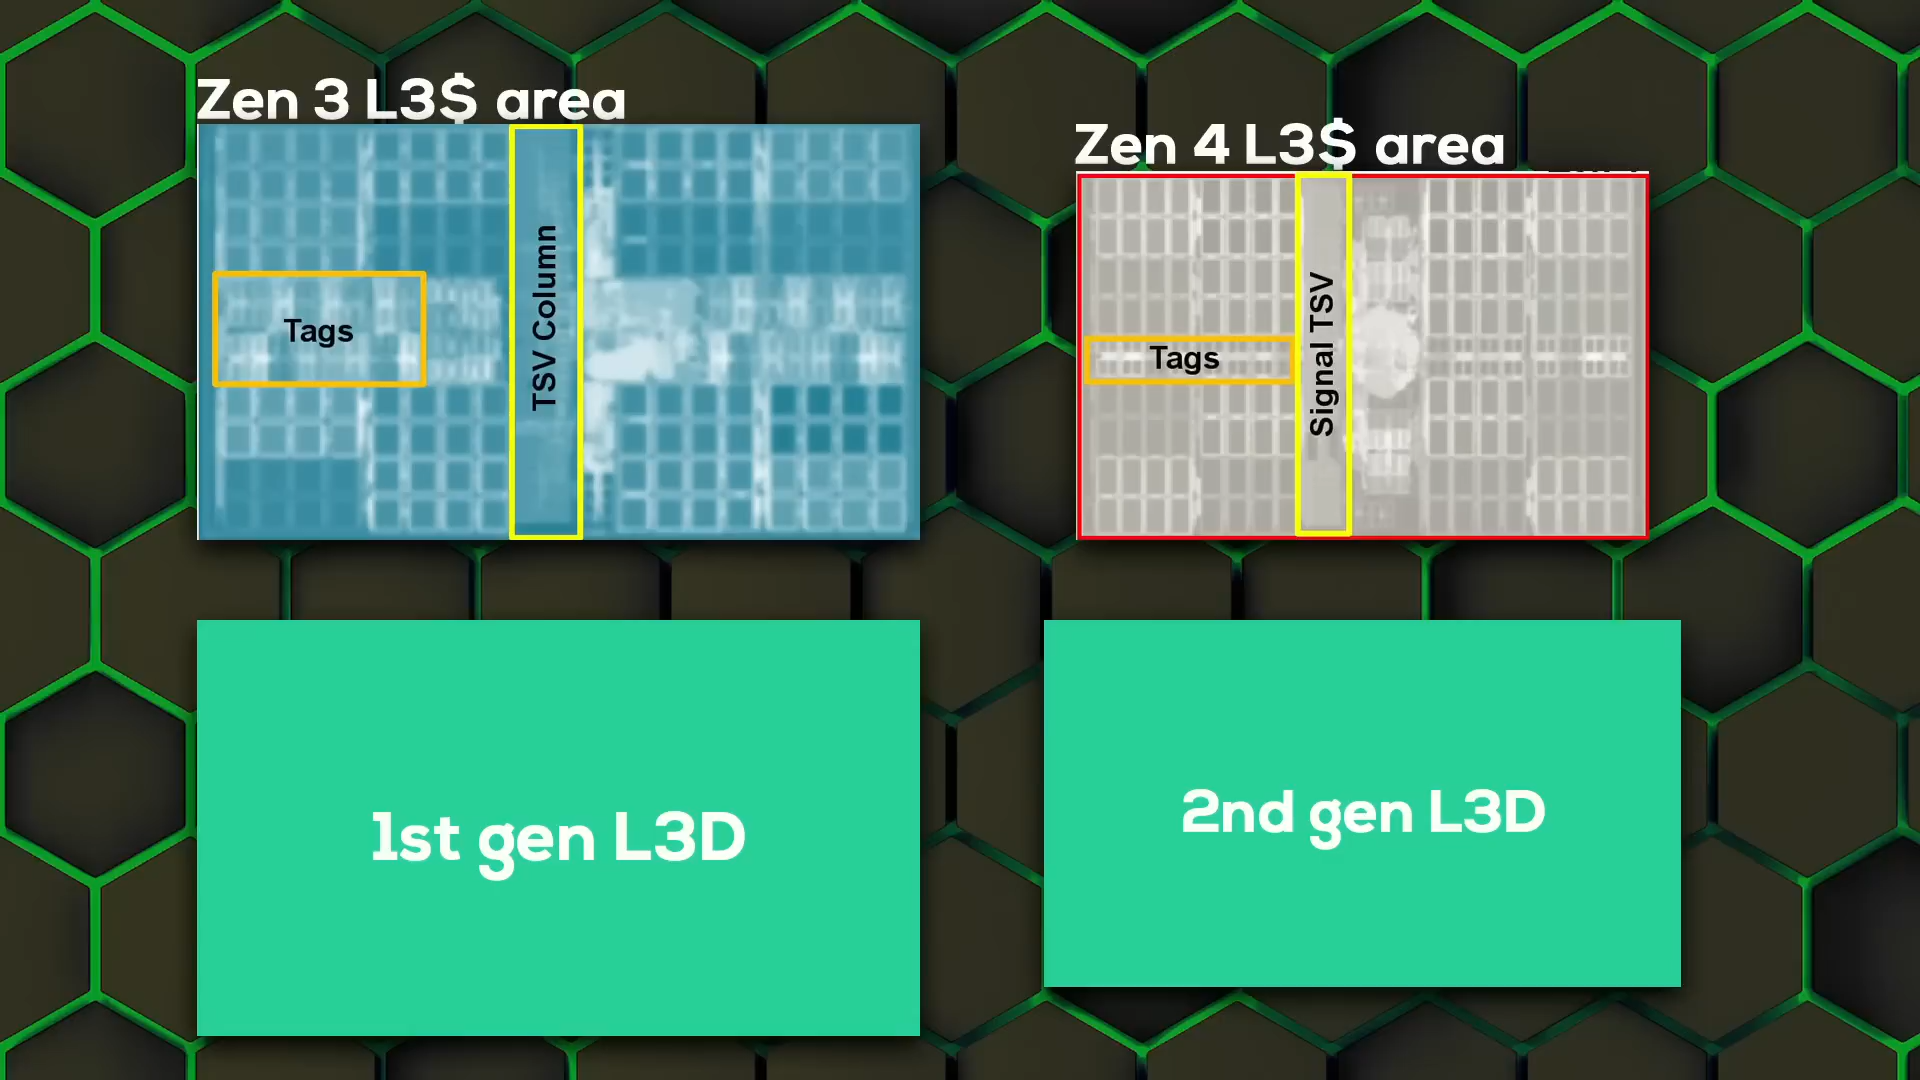 Zen 3 L3$ area
Zen 4 L3$ area
Tags
TSV Column
Tags
Signal TSV
1st gen L3D
2nd gen L3D